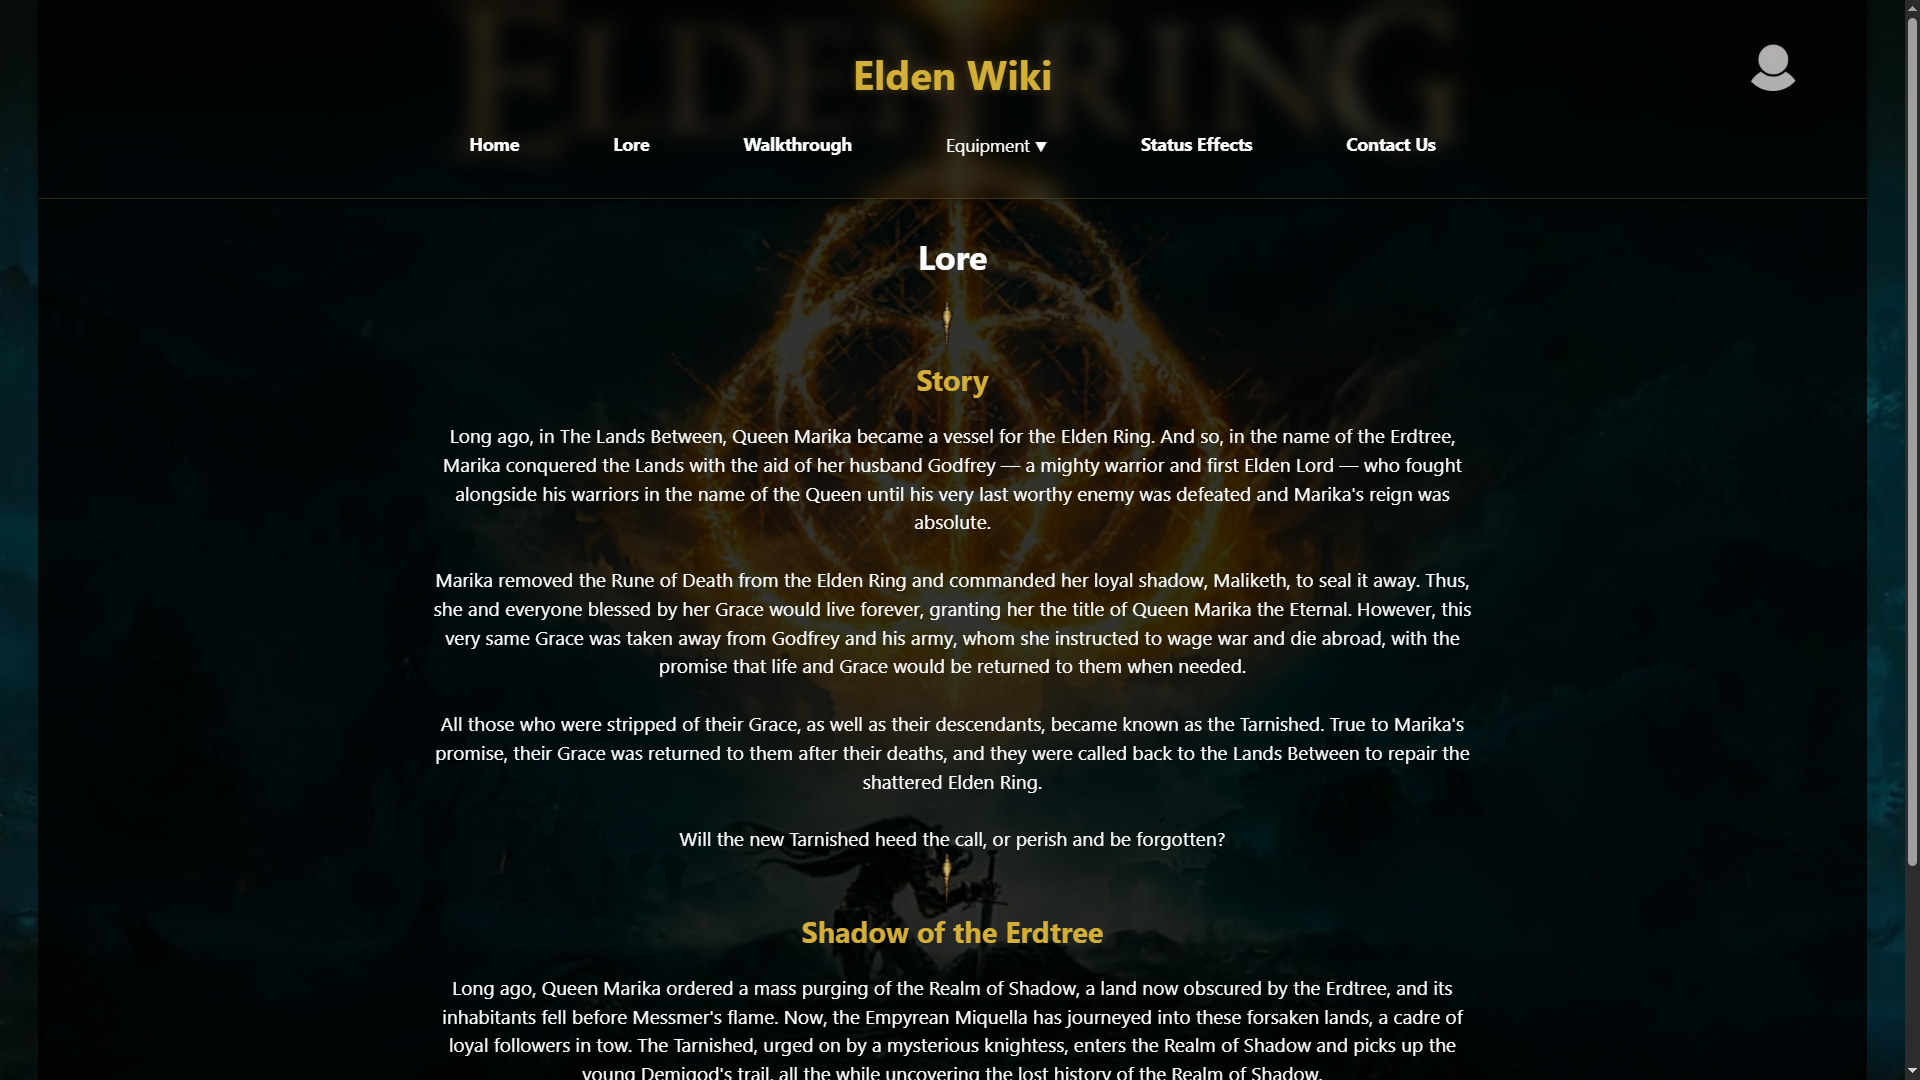 ELDEN RING
Elden Wiki
Home
Lore
Walkthrough
Equipment ▼
Status Effects
Contact Us
Lore
Story
Long ago, in The Lands Between, Queen Marika became a vessel for the Elden Ring. And so, in the name of the Erdtree,
Marika conquered the Lands with the aid of her husband Godfrey — a mighty warrior and first Elden Lord — who fought
alongside his warriors in the name of the Queen until his very last worthy enemy was defeated and Marika's reign was
absolute.
Marika removed the Rune of Death from the Elden Ring and commanded her loyal shadow, Maliketh, to seal it away. Thus,
she and everyone blessed by her Grace would live forever, granting her the title of Queen Marika the Eternal. However, this
very same Grace was taken away from Godfrey and his army, whom she instructed to wage war and die abroad, with the
promise that life and Grace would be returned to them when needed.
All those who were stripped of their Grace, as well as their descendants, became known as the Tarnished. True to Marika's
promise, their Grace was returned to them after their deaths, and they were called back to the Lands Between to repair the
shattered Elden Ring.
Will the new Tarnished heed the call, or perish and be forgotten?
Shadow of the Erdtree
Long ago, Queen Marika ordered a mass purging of the Realm of Shadow, a land now obscured by the Erdtree, and its
inhabitants fell before Messmer's flame. Now, the Empyrean Miquella has journeyed into these forsaken lands, a cadre of
loyal followers in tow. The Tarnished, urged on by a mysterious knightess, enters the Realm of Shadow and picks up the
young Demigod's trail, all the while uncovering the lost history of the Realm of Shadow.